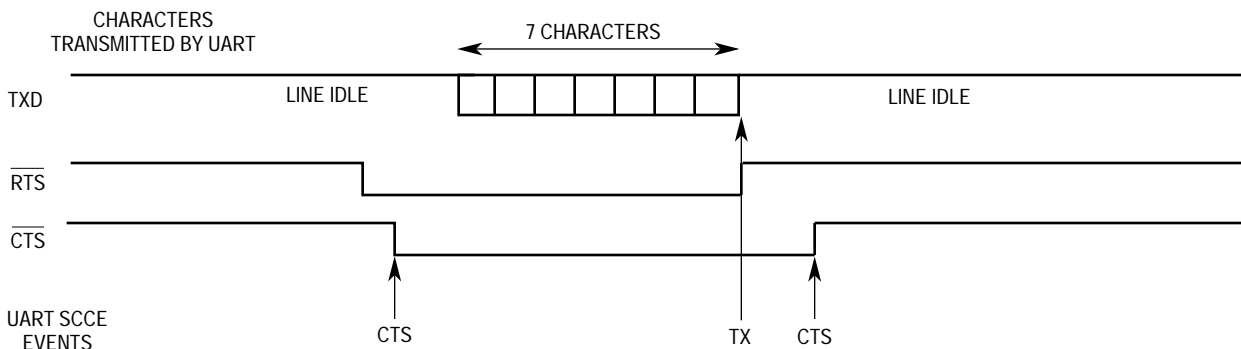 CHARACTERS
TRANSMITTED BY UART
7 CHARACTERS
TXD
LINE IDLE
LINE IDLE
RTS
CTS
UART SCCE
EVENTS
CTS
TX
CTS